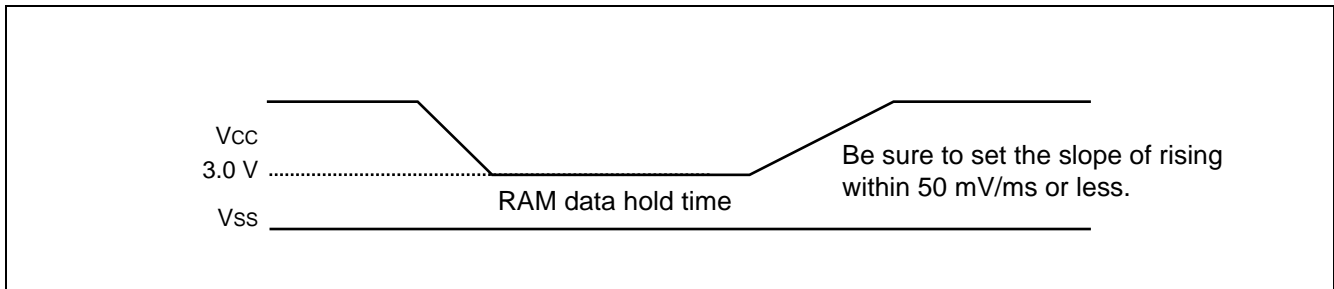 VCC
3.0 V
RAM data hold time
VSS
Be sure to set the slope of rising
within 50 mV/ms or less.